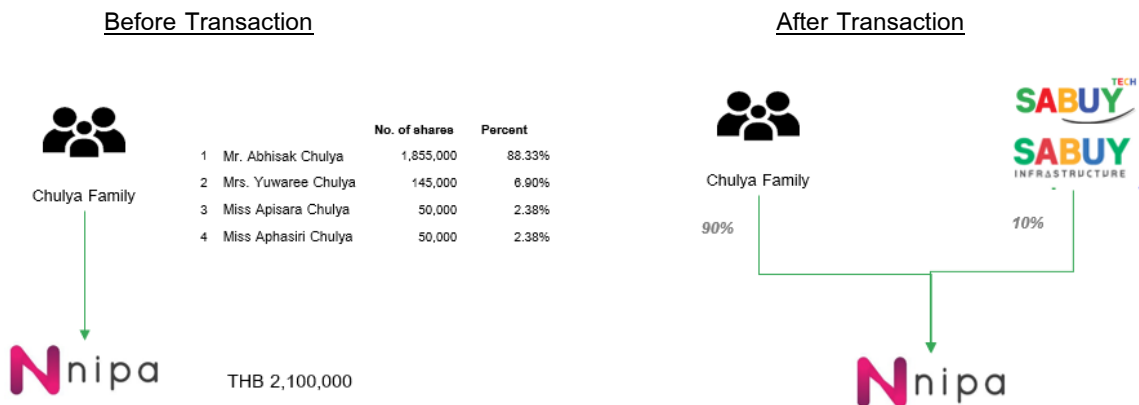 Before Transaction
After Transaction
TECH
SABUY
SABUY
INFRASTRUCTURE
No. of shares Percent
1 Mr. Abhisak Chulya 1,855,000 88.33%
2 Mrs. Yuwaree Chulya 145,000 6.90%
3 Miss Apisara Chulya 50,000 2.38%
4 Miss Aphasiri Chulya 50,000 2.38%
Chulya Family
Chulya Family
90%
10%
Nnipa
THB 2,100,000
Nnipa